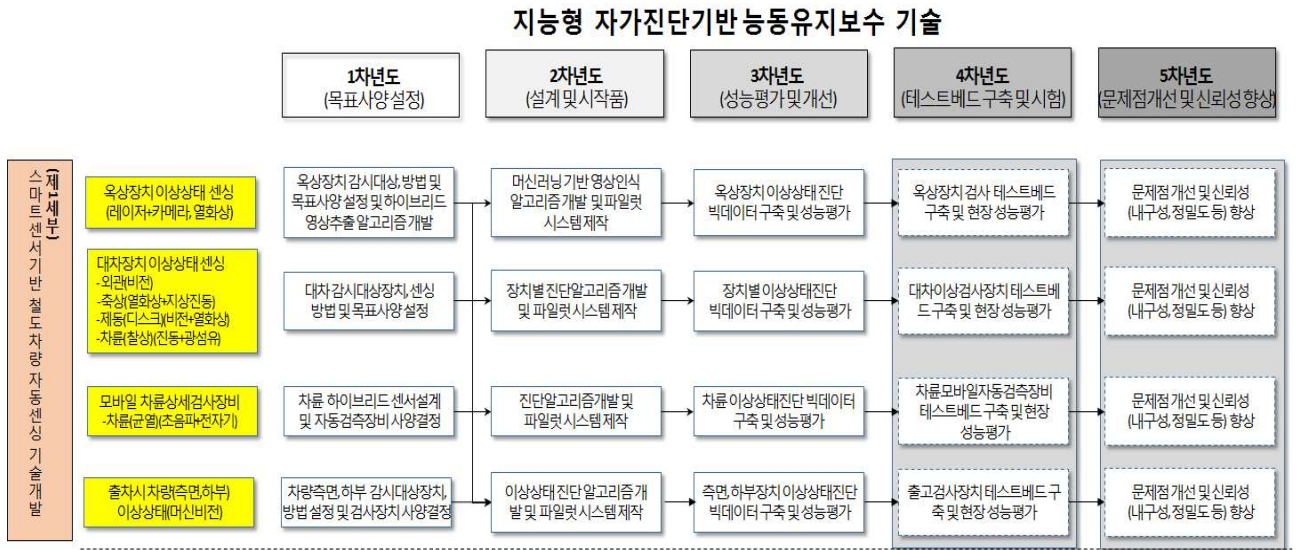 지능형 자가진단기반 능동유지보수 기술
1차년도
(목표사양 설정)
2차년도
(설계 및 시작품)
3차년도
(성능평가 및 개선)
4차년도
(테스트베드 구축 및 시험)
5차년도
(문제점개선 및 신뢰성 향상)
(제1세부)
스마트센서기반 철도차량 자동센싱기술개발
옥상장치 이상상태 센싱
(레이저+카메라, 열화상)
옥상장치 감시대상, 방법 및
목표사양 설정 및 하이브리드
영상추출 알고리즘 개발
머신러닝 기반 영상인식
알고리즘 개발 및 파일럿
시스템 제작
옥상장치 이상상태 진단
빅데이터 구축 및 성능평가
옥상장치 검사 테스트베드
구축 및 현장 성능평가
문제점 개선 및 신뢰성
(내구성, 정밀도 등) 향상
대차장치 이상상태 센싱
-외관(비전)
-축상(열화상+지상진동)
-제동(디스크)(비전+열화상)
-차륜(찰상)(진동+광섬유)
대차 감시대상장치, 센싱
방법 및 목표사양 설정
장치별 진단알고리즘 개발
및 파일럿 시스템 제작
장치별 이상상태진단
빅데이터 구축 및 성능평가
대차이상검사장치 테스트베
드 구축 및 현장 성능평가
문제점 개선 및 신뢰성
(내구성, 정밀도 등) 향상
모바일 차륜상세검사장비
-차륜(균열)(초음파+전자기)
차륜 하이브리드 센서설계
및 자동검측장비 사양결정
진단알고리즘개발 및
파일럿 시스템 제작
차륜 이상상태진단 빅데이터
구축 및 성능평가
차륜모바일자동검측장비
테스트베드 구축 및 현장
성능평가
문제점 개선 및 신뢰성
(내구성, 정밀도 등) 향상
출차시 차량(측면,하부)
이상상태(머신비전)
차량측면, 하부 감시대상장치,
방법 설정 및 검사장치 사양결정
이상상태 진단 알고리즘 개
발 및 파일럿 시스템 제작
측면, 하부장치 이상상태진단
빅데이터 구축 및 성능평가
출고검사장치 테스트베드 구
축 및 현장 성능평가
문제점 개선 및 신뢰성
(내구성, 정밀도 등) 향상